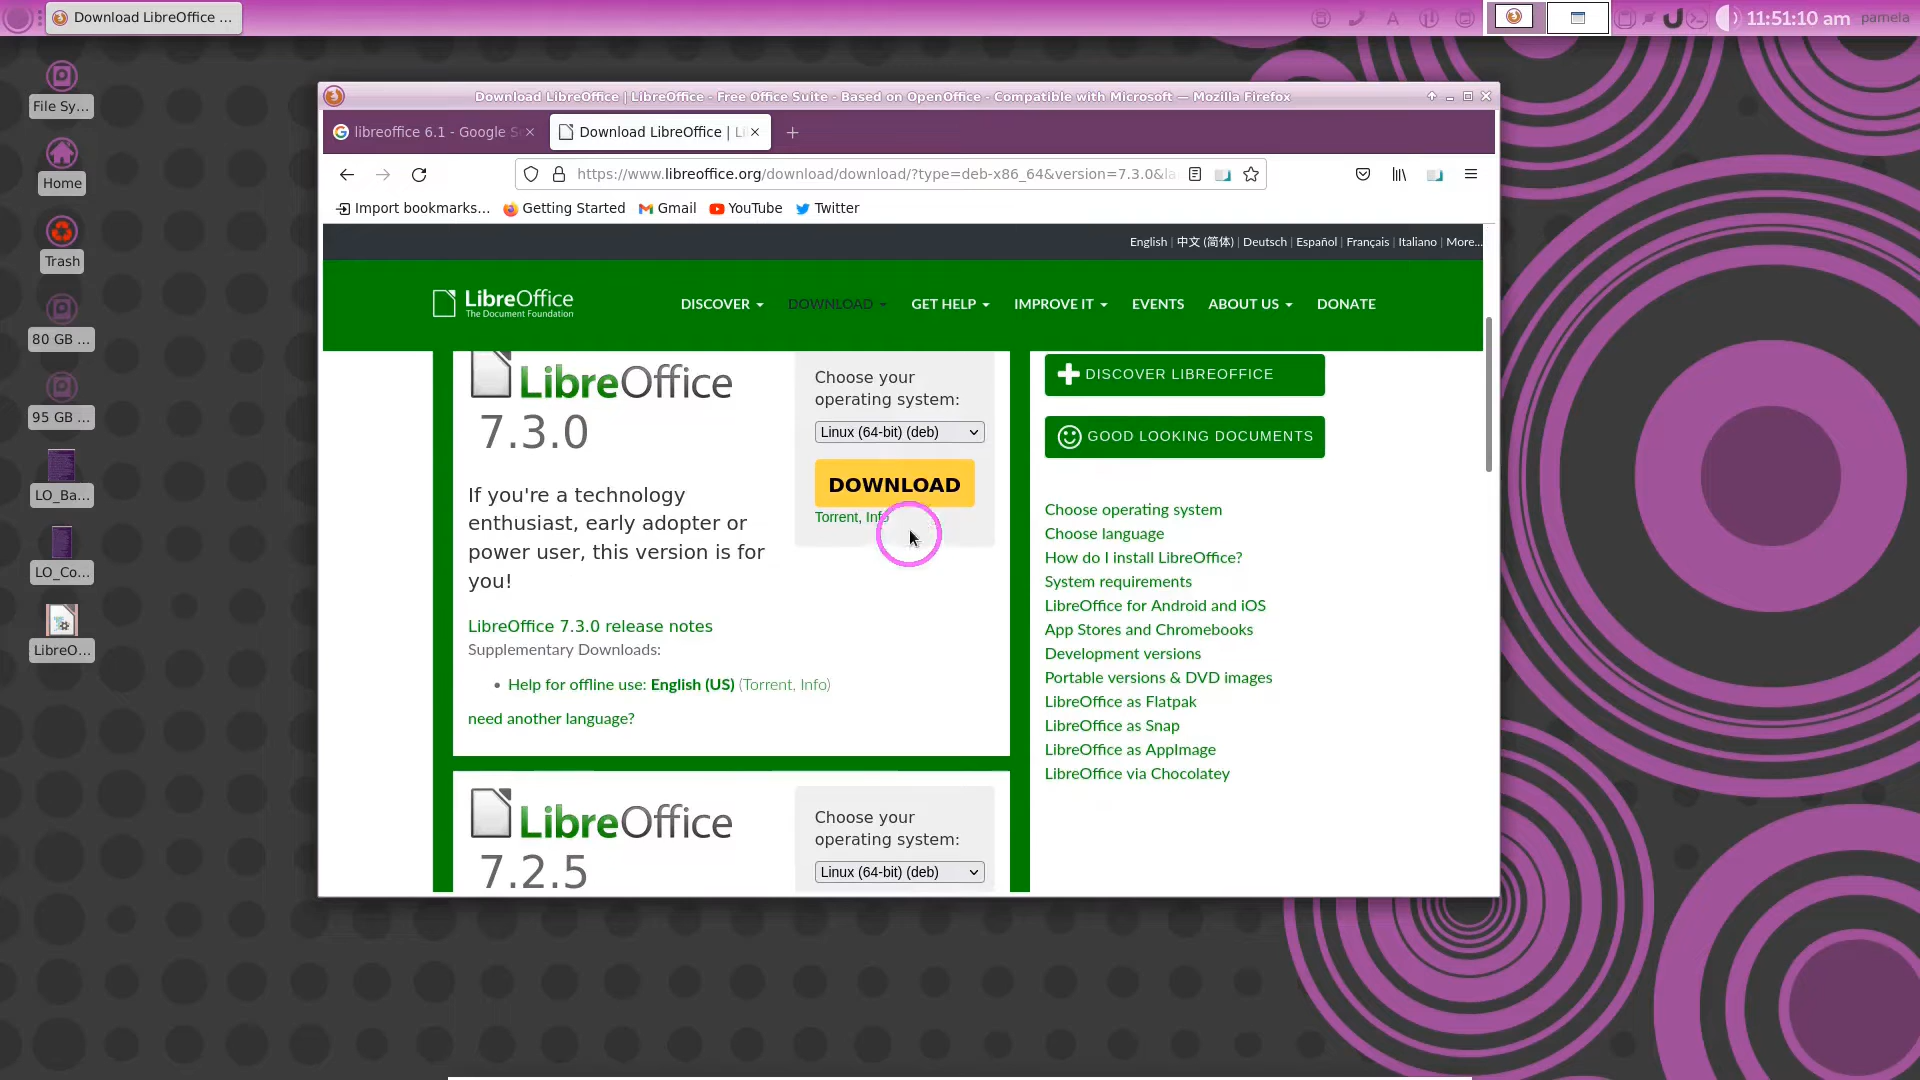 Download LibreOffice ...
11:51:10 am
pamela
File Sy...
Home
Trash
80 GB ...
95 GB ...
LO_Ba...
LO_Co...
LibreO...
Download LibreOffice | LibreOffice - Free Office Suite - Based on OpenOffice - Compatible with Microsoft — Mozilla Firefox
libreoffice 6.1 - Google S
Download LibreOffice | Li
https://www.libreoffice.org/download/download/?type=deb-x86_64&version=7.3.0&la
Import bookmarks...
Getting Started
Gmail
YouTube
Twitter
English | 中文 (简体) | Deutsch | Español | Français | Italiano | More...
LibreOffice
The Document Foundation
DISCOVER
DOWNLOAD
GET HELP
IMPROVE IT
EVENTS
ABOUT US
DONATE
LibreOffice
7.3.0
If you're a technology
enthusiast, early adopter or
power user, this version is for
you!
LibreOffice 7.3.0 release notes
Supplementary Downloads:
• Help for offline use: English (US) (Torrent, Info)
need another language?
Choose your
operating system:
Linux (64-bit) (deb)
DOWNLOAD
Torrent, Info
LibreOffice
7.2.5
Choose your
operating system:
Linux (64-bit) (deb)
DISCOVER LIBREOFFICE
GOOD LOOKING DOCUMENTS
Choose operating system
Choose language
How do I install LibreOffice?
System requirements
LibreOffice for Android and iOS
App Stores and Chromebooks
Development versions
Portable versions & DVD images
LibreOffice as Flatpak
LibreOffice as Snap
LibreOffice as AppImage
LibreOffice via Chocolatey